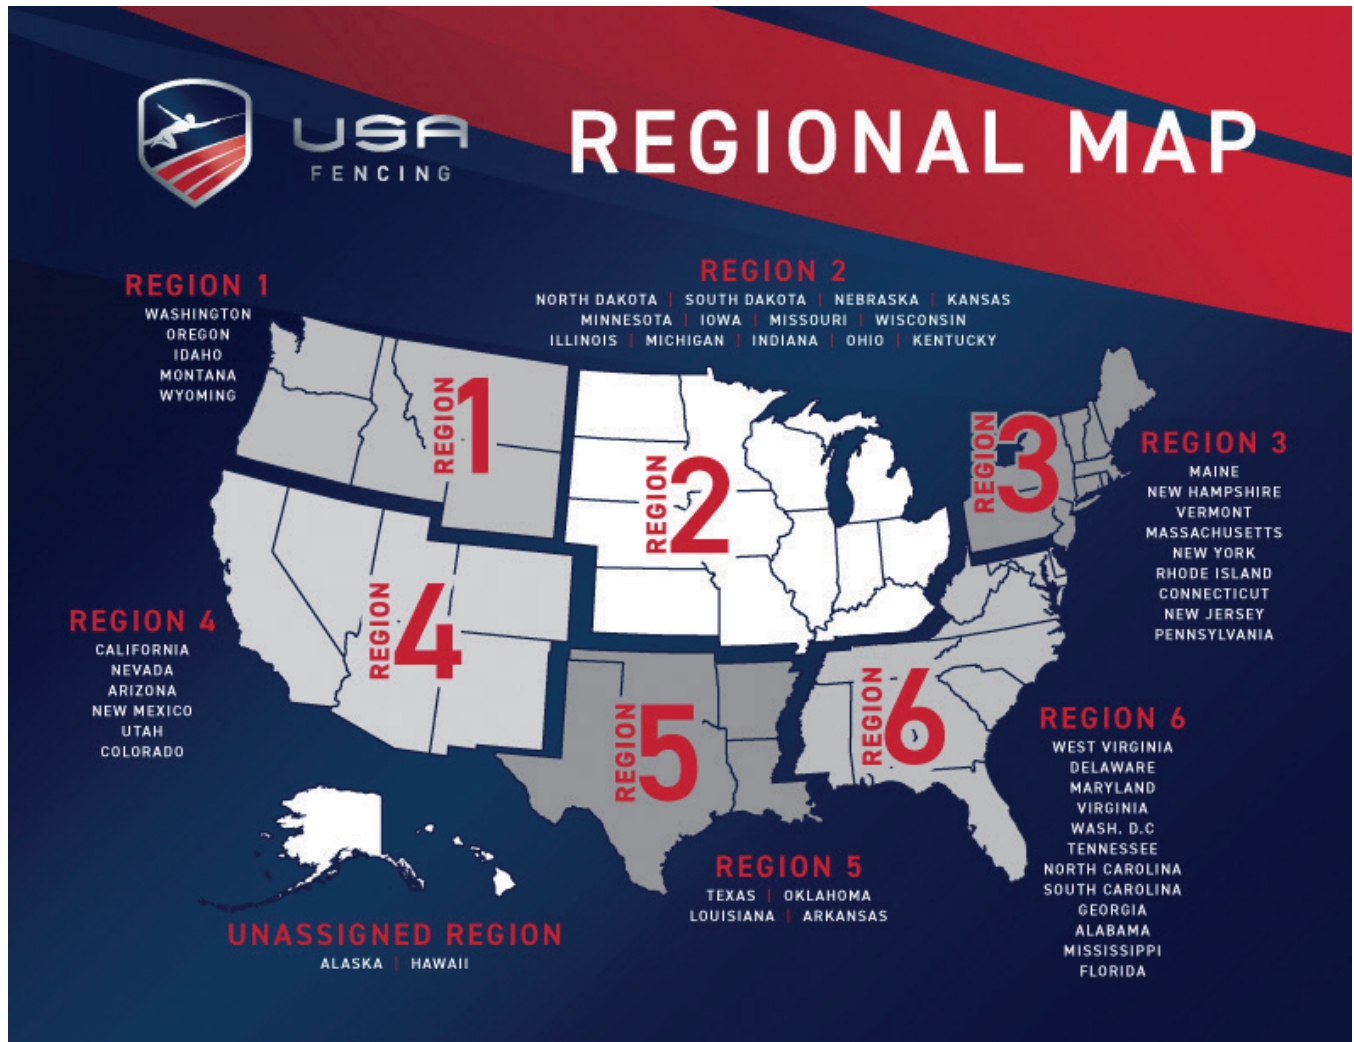 USA
FENCING
REGIONAL MAP
REGION 1
WASHINGTON
OREGON
IDAHO
MONTANA
WYOMING
REGION 2
NORTH DAKOTA | SOUTH DAKOTA | NEBRASKA | KANSAS
MINNESOTA | IOWA | MISSOURI | WISCONSIN
ILLINOIS | MICHIGAN | INDIANA | OHIO | KENTUCKY
REGION 1
REGION 2
REGION 3
REGION 3
MAINE
NEW HAMPSHIRE
VERMONT
MASSACHUSETTS
NEW YORK
RHODE ISLAND
CONNECTICUT
NEW JERSEY
PENNSYLVANIA
REGION 4
CALIFORNIA
NEVADA
ARIZONA
NEW MEXICO
UTAH
COLORADO
REGION 4
REGION 5
REGION 6
REGION 6
WEST VIRGINIA
DELAWARE
MARYLAND
VIRGINIA
WASH. D.C
TENNESSEE
NORTH CAROLINA
SOUTH CAROLINA
GEORGIA
ALABAMA
MISSISSIPPI
FLORIDA
REGION 5
TEXAS | OKLAHOMA
LOUISIANA | ARKANSAS
UNASSIGNED REGION
ALASKA | HAWAII